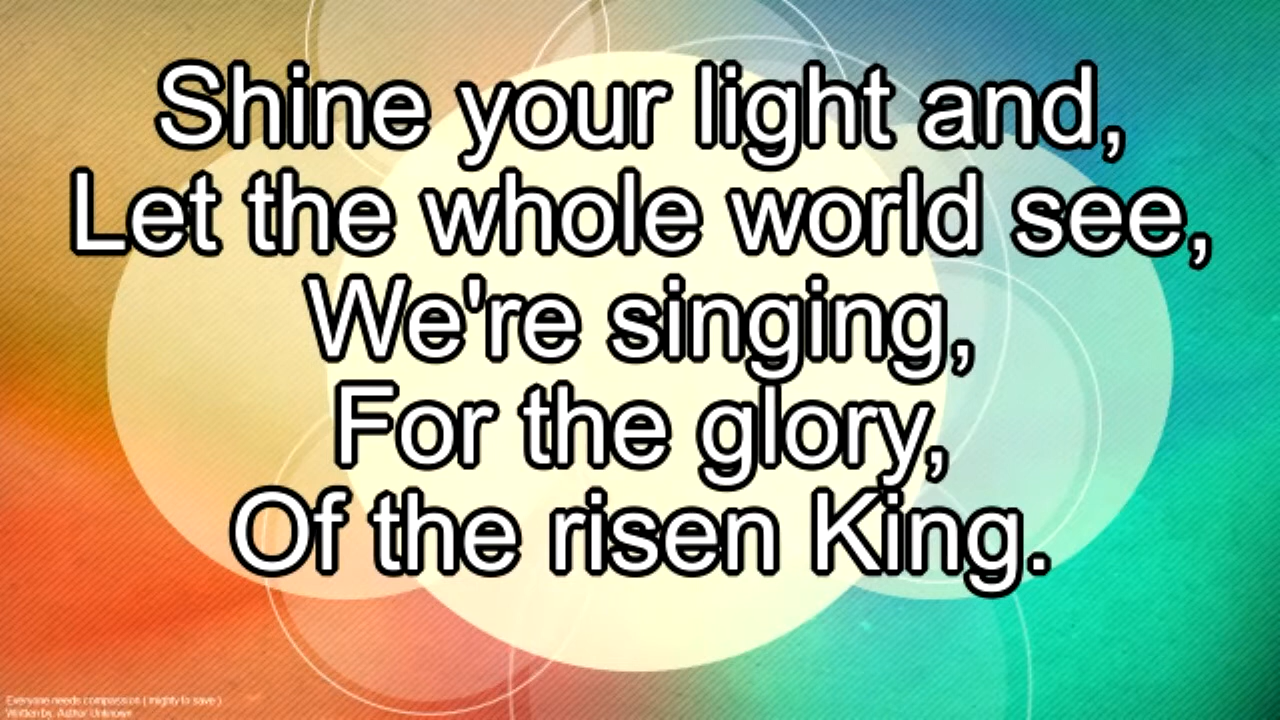 Shine your light and,
Let the whole world see,
We're singing,
For the glory,
Of the risen King.
Everyone needs compassion ( mighty to save )
Written by: Author Unknown